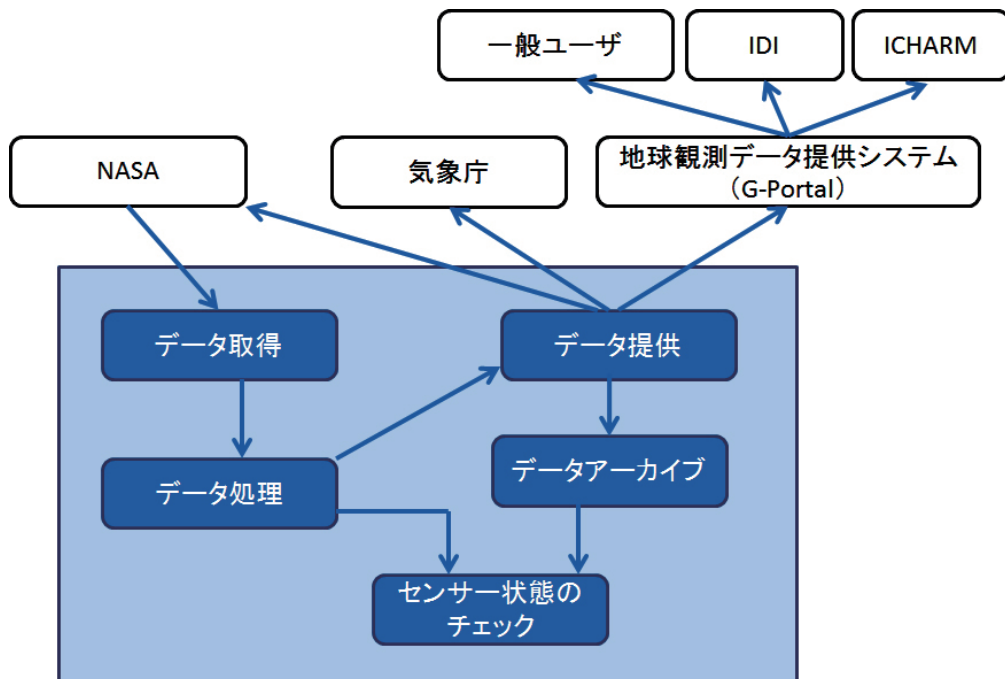 一般ユーザ
IDI
ICHARM
NASA
気象庁
地球観測データ提供システム
（G-Portal）
データ取得
データ提供
データ処理
データアーカイブ
センサー状態の
チェック